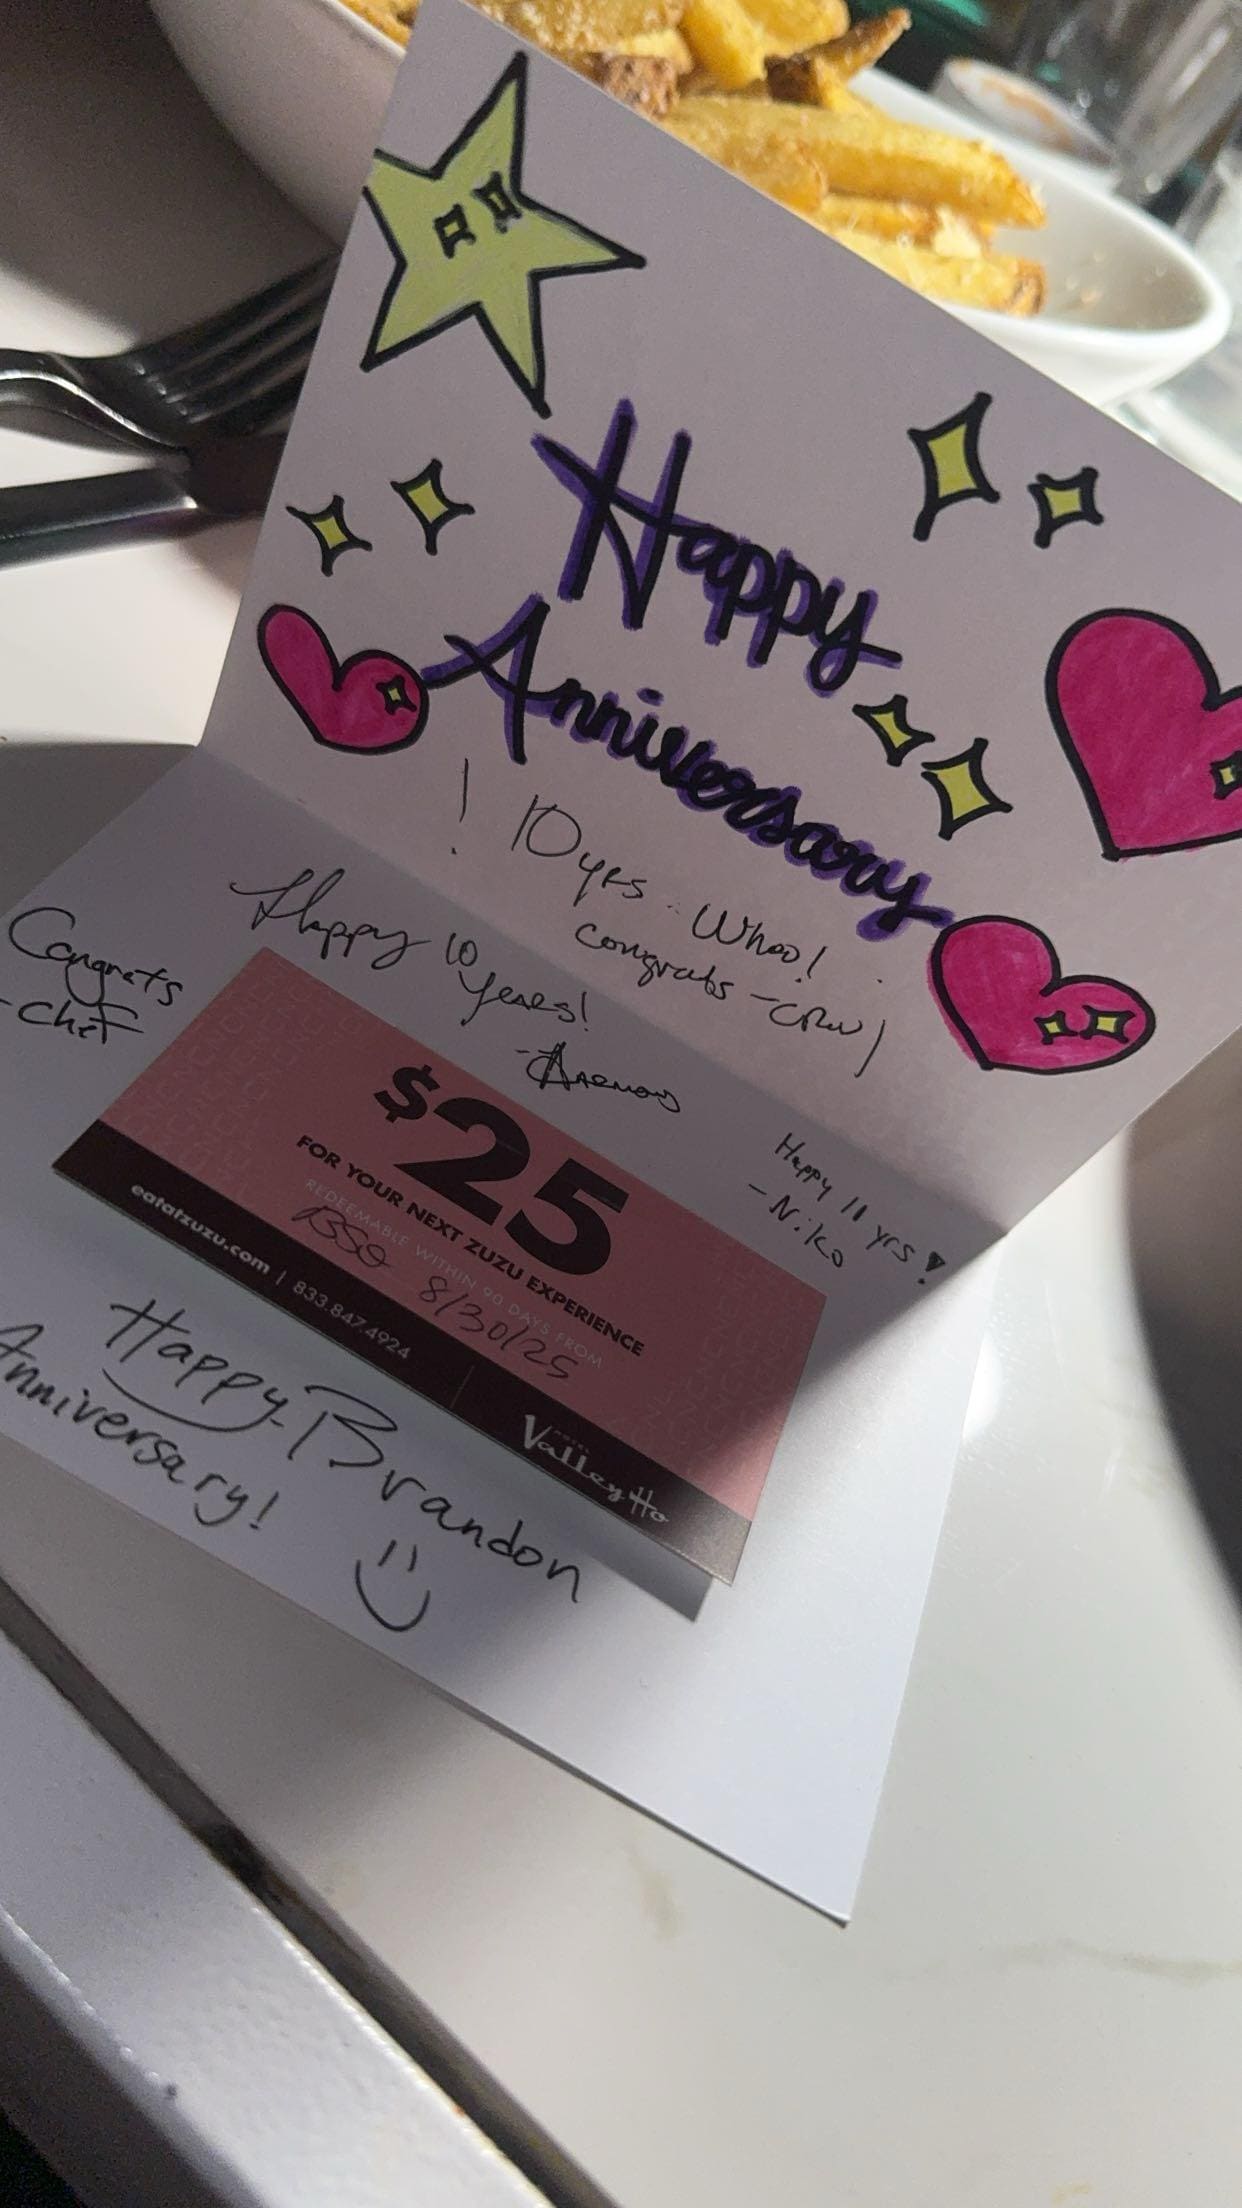 Happy
Anniversary
! 10 yrs. Whoo!
congrats -
Happy 10
years!
Congrats
- Chef
Happy 11 yrs!
- Niko
$25
FOR YOUR NEXT ZUZU EXPERIENCE
REDEEMABLE WITHIN 90 DAYS FROM
8/30/25
eatatzuzu.com | 833.847.4924
HOTEL
Valley Ho
Happy
Anniversary!
- Brandon